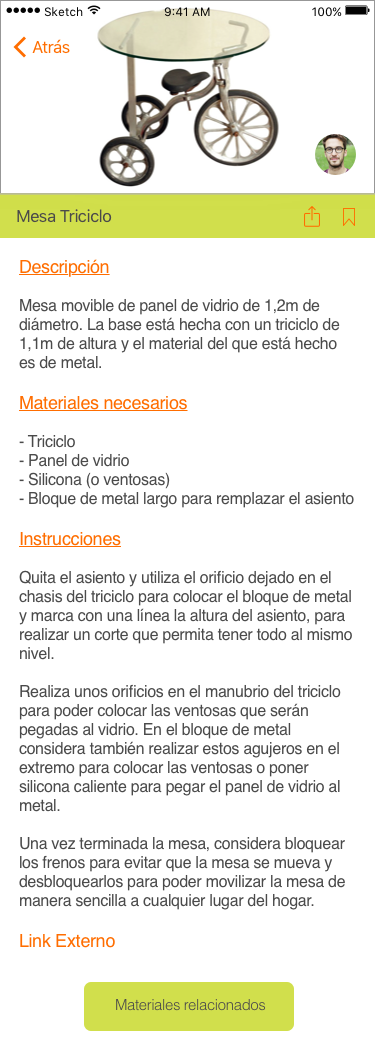 ●●●●● Sketch 9:41 AM 100%
Atrás
Mesa Triciclo
Descripción
Mesa movible de panel de vidrio de 1,2m de
diámetro. La base está hecha con un triciclo de
1,1m de altura y el material del que está hecho
es de metal.
Materiales necesarios
- Triciclo
- Panel de vidrio
- Silicona (o ventosas)
- Bloque de metal largo para remplazar el asiento
Instrucciones
Quita el asiento y utiliza el orificio dejado en el
chasis del triciclo para colocar el bloque de metal
y marca con una línea la altura del asiento, para
realizar un corte que permita tener todo al mismo
nivel.
Realiza unos orificios en el manubrio del triciclo
para poder colocar las ventosas que serán
pegadas al vidrio. En el bloque de metal
considera también realizar estos agujeros en el
extremo para colocar las ventosas o poner
silicona caliente para pegar el panel de vidrio al
metal.
Una vez terminada la mesa, considera bloquear
los frenos para evitar que la mesa se mueva y
desbloquearlos para poder movilizar la mesa de
manera sencilla a cualquier lugar del hogar.
Link Externo
Materiales relacionados